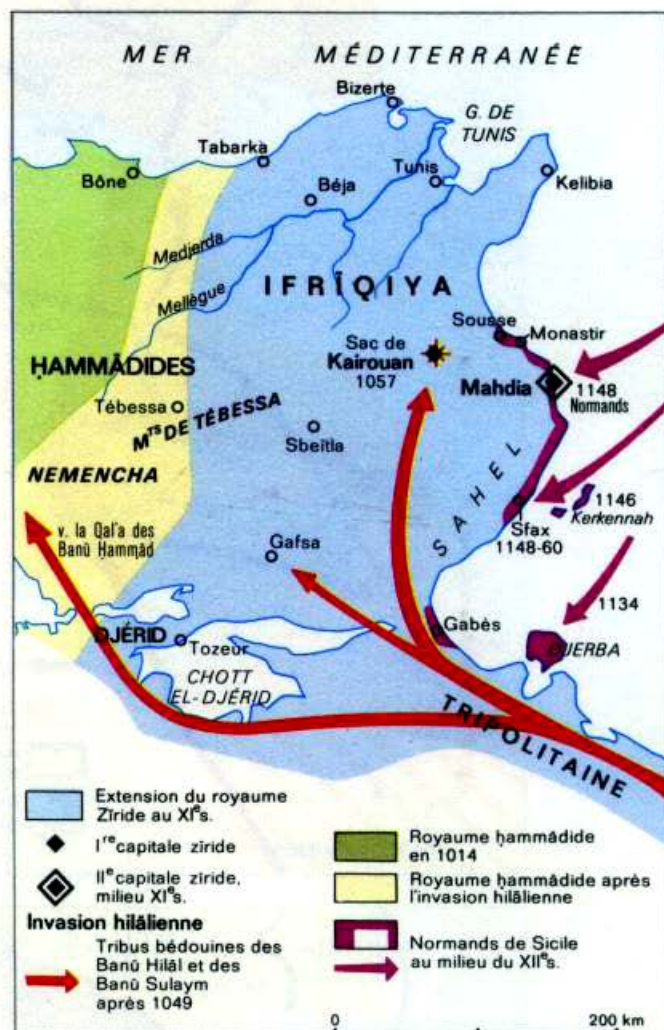 MER MÉDITERRANÉE
Bizerte
G. DE
TUNIS
Tabarka
Bône
Béja
Tunis
Kelibia
Medjerda
Mellègue
IFRÎQIYA
Sousse
Monastir
Sac de
Kairouan
1057
ḤAMMÂDIDES
Mahdia
1148
Normands
Tébessa
Mᵗˢ DE TÉBESSA
Sbeïtla
NEMENCHA
SAHEL
1146
Kerkennah
v. la Qal'a des
Banū Ḥammād
Sfax
1148-60
Gafsa
1134
DJÉRID
Tozeur
Gabès
DJERBA
CHOTT
EL-DJÉRID
TRIPOLITAINE
Extension du royaume
Zīride au XIᵉs.
Iʳᵉ capitale zīride
IIᵉ capitale zīride,
milieu XIᵉs.
Invasion hilālienne
Tribus bédouines des
Banū Hilāl et des
Banū Sulaym
après 1049
Royaume ḥammādide
en 1014
Royaume ḥammādide après
l'invasion hilālienne
Normands de Sicile
au milieu du XIIᵉs.
0 200 km